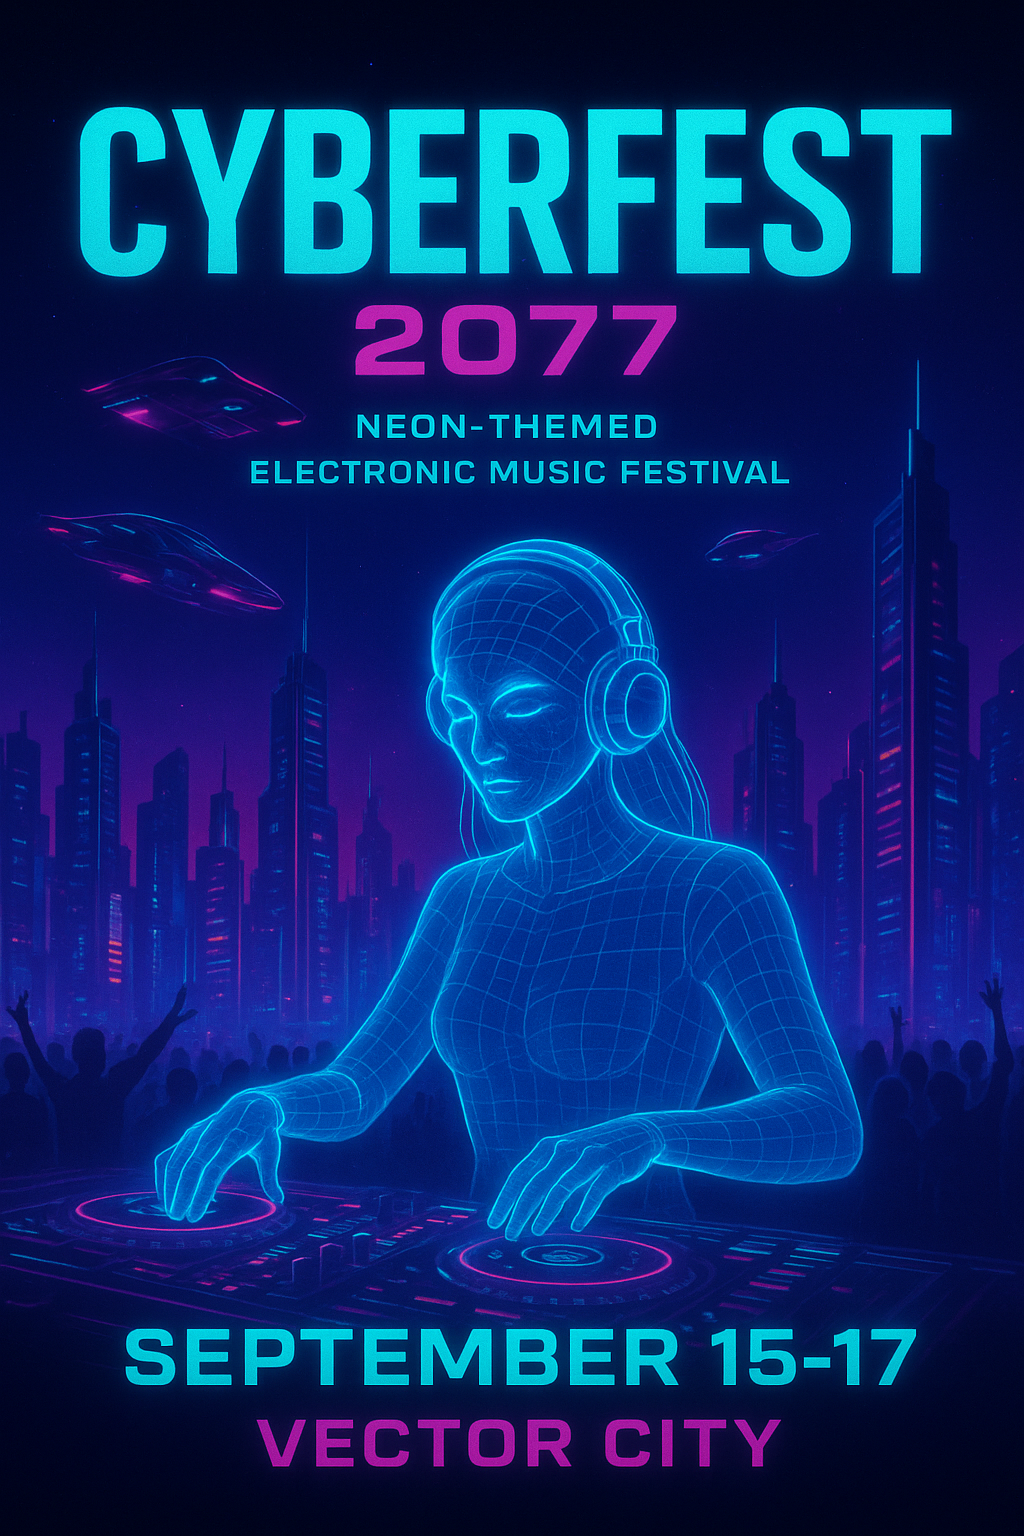 CYBERFEST
2077
NEON-THEMED
ELECTRONIC MUSIC FESTIVAL
SEPTEMBER 15-17
VECTOR CITY